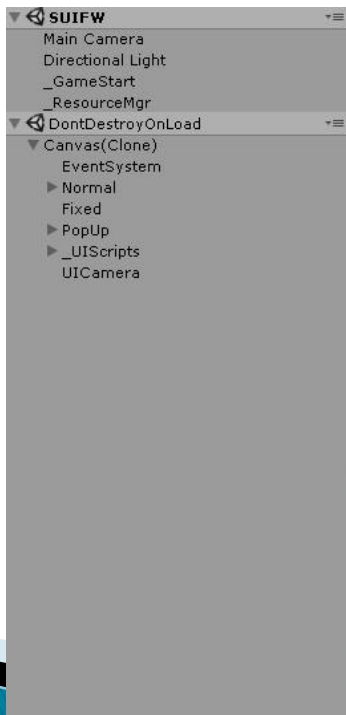 SUIFW
Main Camera
Directional Light
_GameStart
_ResourceMgr
DontDestroyOnLoad
Canvas(Clone)
EventSystem
Normal
Fixed
PopUp
_UIScripts
UICamera